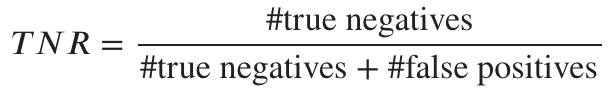 TNR = #true negatives
#true negatives + #false positives